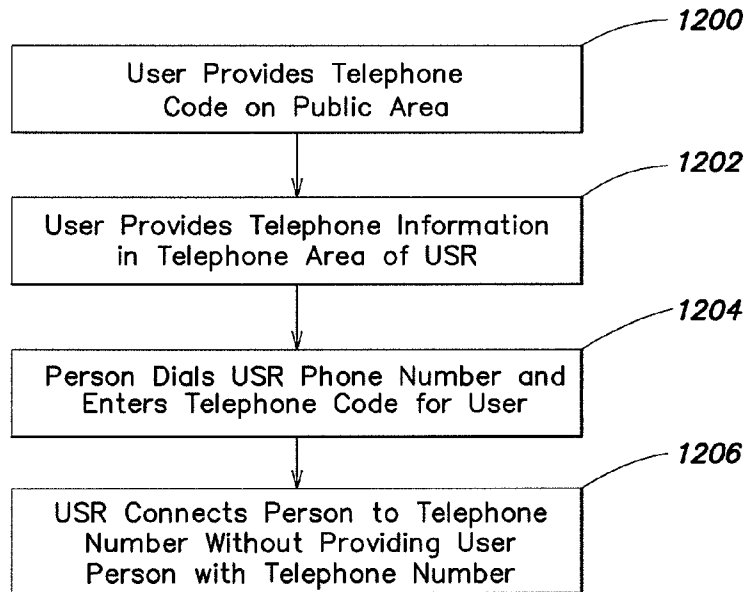 1200
User Provides Telephone
Code on Public Area
1202
User Provides Telephone Information
in Telephone Area of USR
1204
Person Dials USR Phone Number and
Enters Telephone Code for User
1206
USR Connects Person to Telephone
Number Without Providing User
Person with Telephone Number